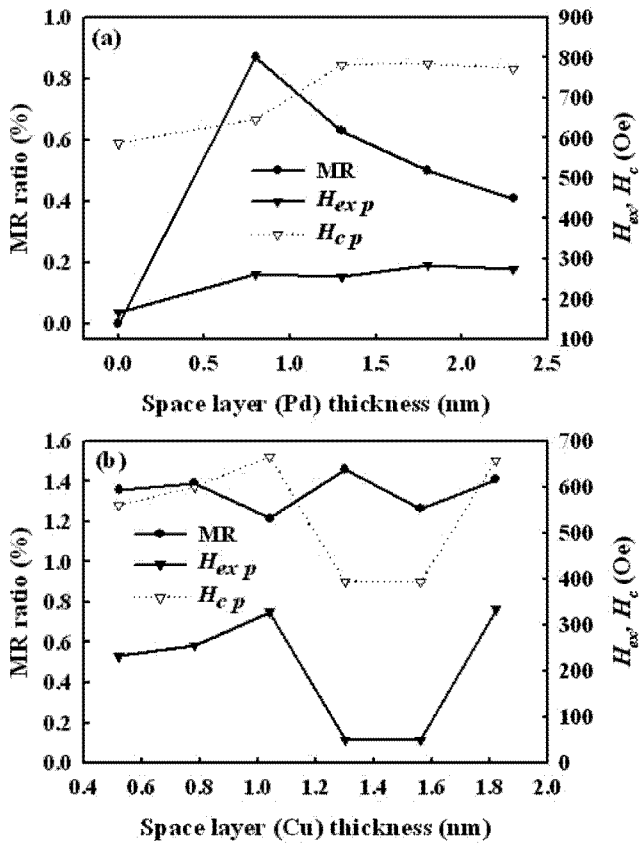 (a)
MR ratio (%)
1.0
0.8
0.6
0.4
0.2
0.0
MR
H_ex p
H_c p
900
800
700
600
500
400
300
200
100
H_ex, H_c (Oe)
0.0 0.5 1.0 1.5 2.0 2.5
Space layer (Pd) thickness (nm)
(b)
MR ratio (%)
1.6
1.4
1.2
1.0
0.8
0.6
0.4
0.2
0.0
MR
H_ex p
H_c p
700
600
500
400
300
200
100
0
H_ex, H_c (Oe)
0.4 0.6 0.8 1.0 1.2 1.4 1.6 1.8 2.0
Space layer (Cu) thickness (nm)